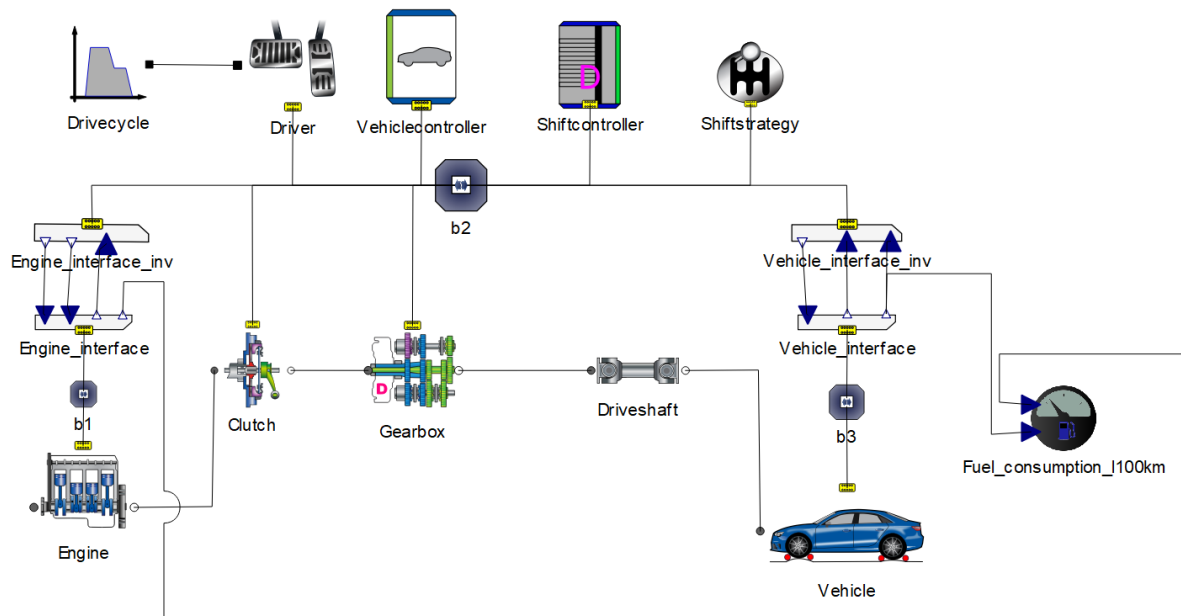 Drivecycle
Driver
Vehiclecontroller
D
Shiftcontroller
Shiftstrategy
b2
Engine_interface_inv
Vehicle_interface_inv
Engine_interface
Vehicle_interface
b1
Clutch
D
Gearbox
Driveshaft
b3
Fuel_consumption_l100km
Engine
Vehicle